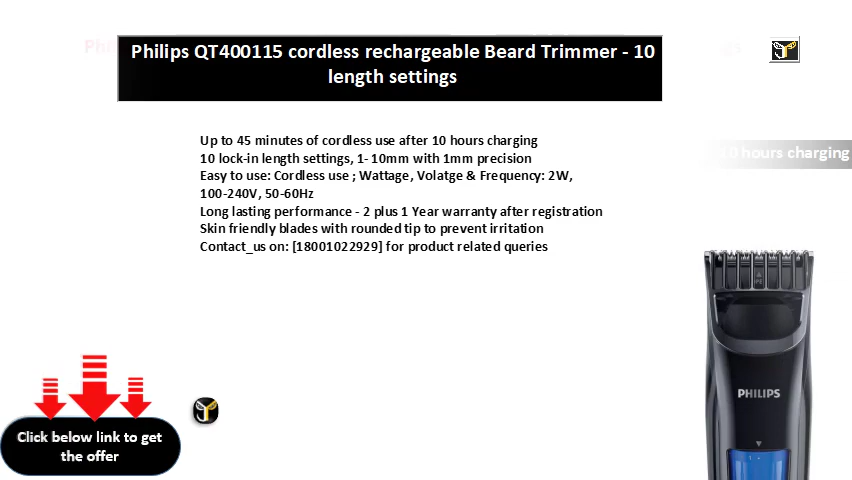 Philips QT400115 cordless rechargeable Beard Trimmer - 10
length settings
Up to 45 minutes of cordless use after 10 hours charging
10 lock-in length settings, 1- 10mm with 1mm precision
Easy to use: Cordless use ; Wattage, Volatge & Frequency: 2W,
100-240V, 50-60Hz
Long lasting performance - 2 plus 1 Year warranty after registration
Skin friendly blades with rounded tip to prevent irritation
Contact_us on: [18001022929] for product related queries
hours charging
PHILIPS
Click below link to get
the offer